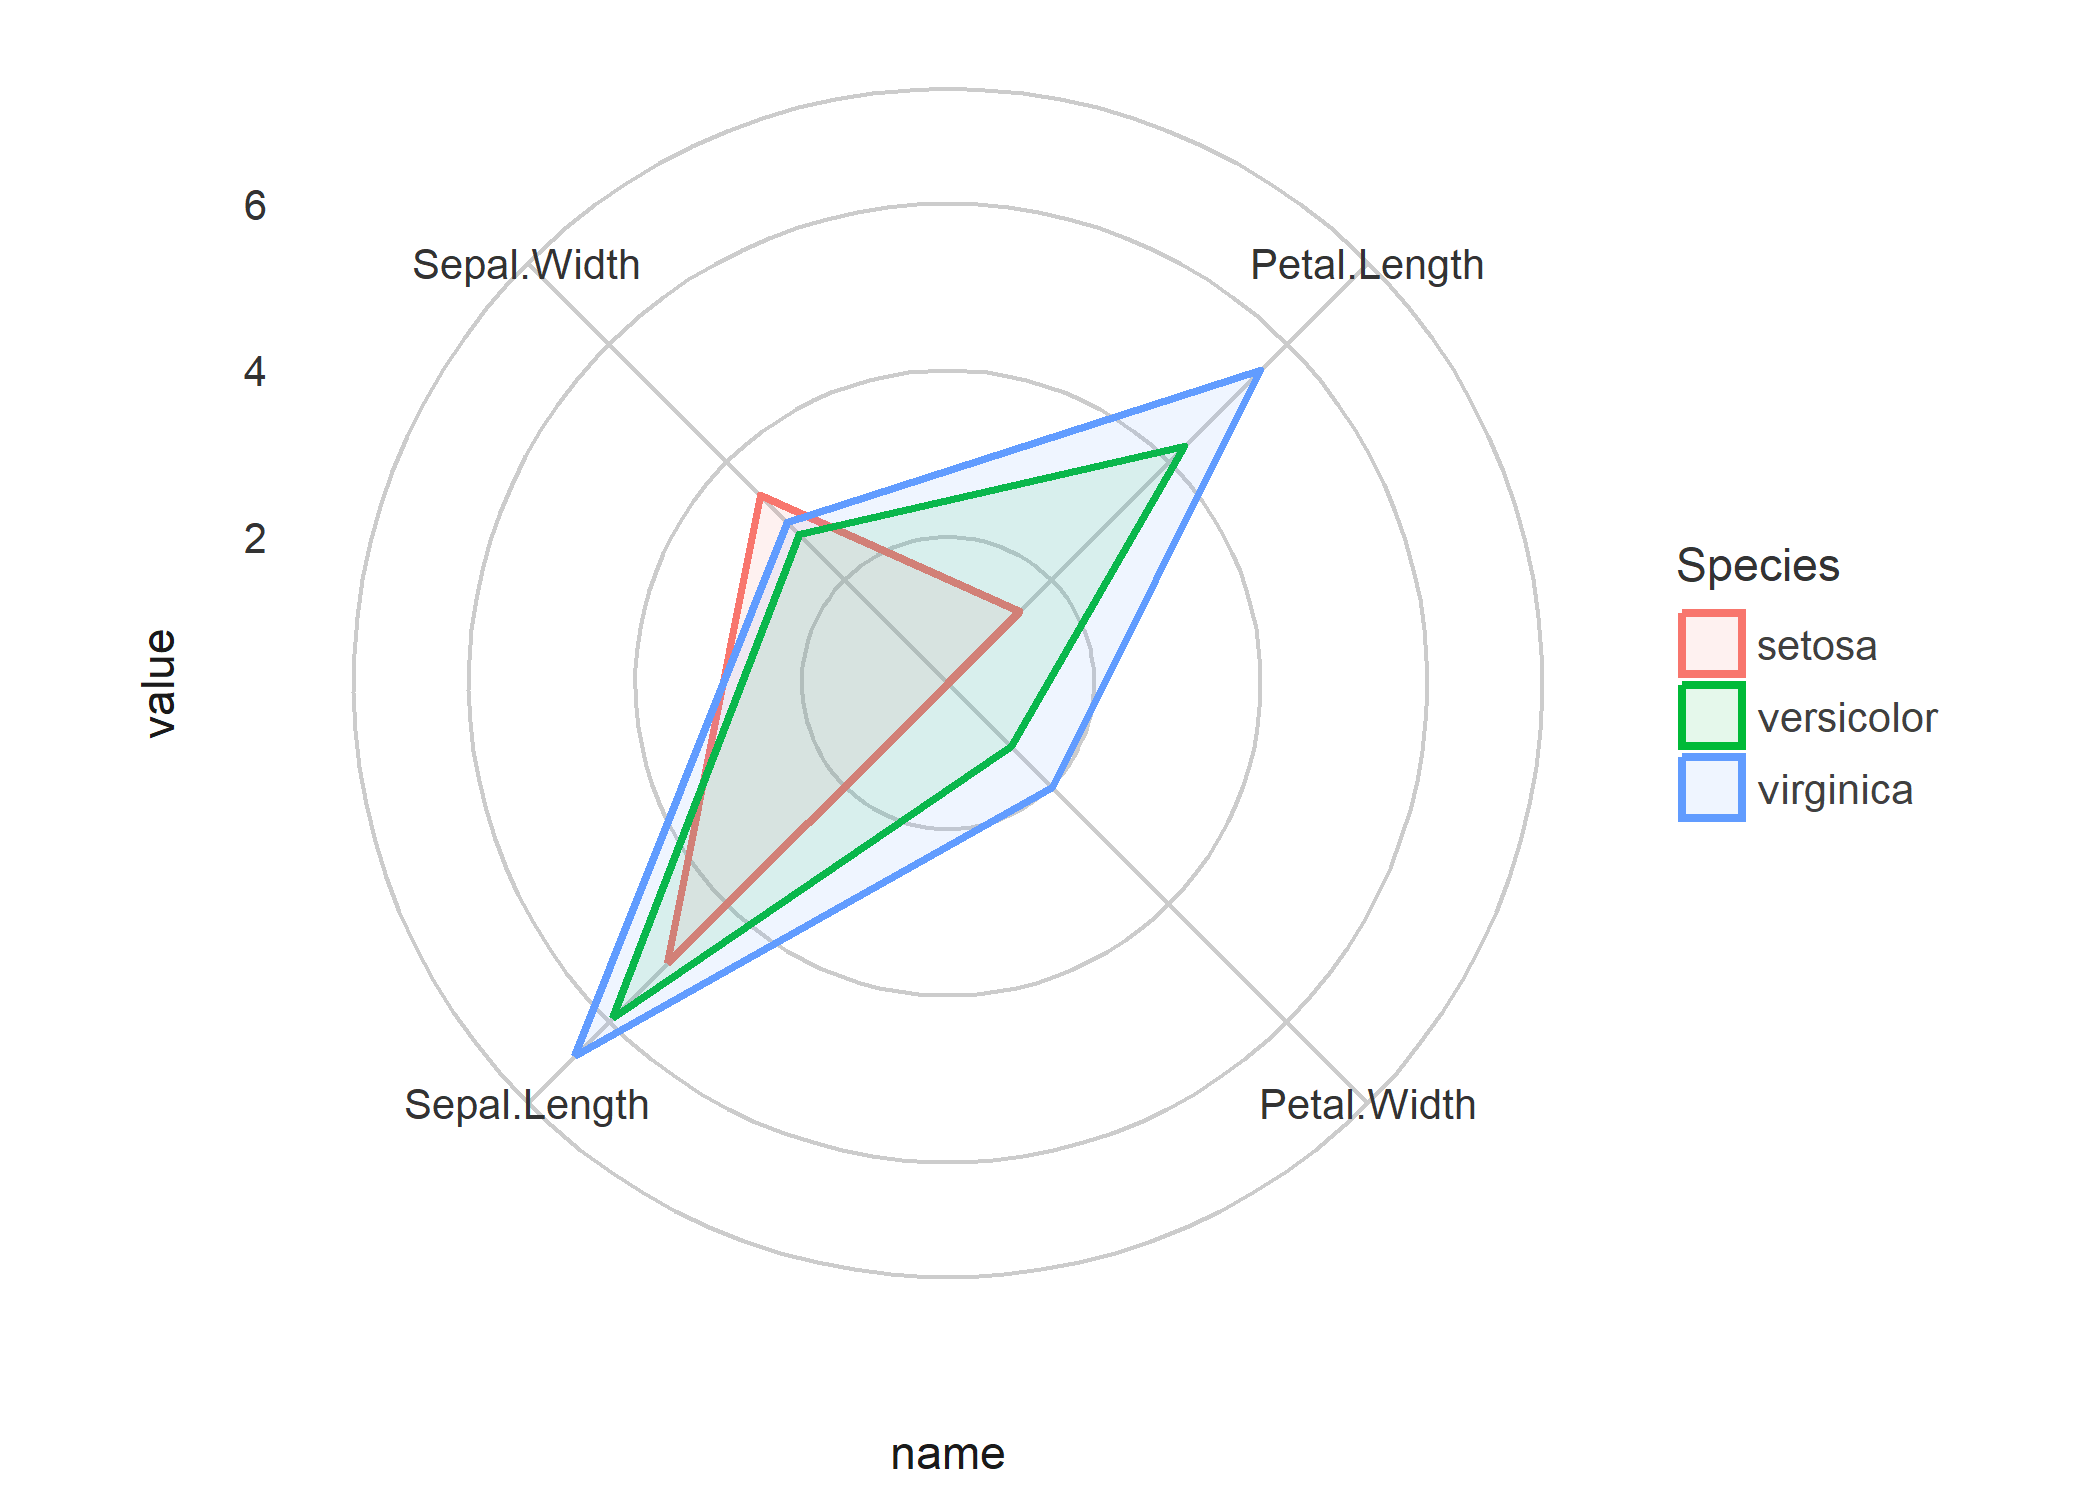 6
Sepal.Width
Petal.Length
4
2
value
Species
setosa
versicolor
virginica
Sepal.Length
Petal.Width
name